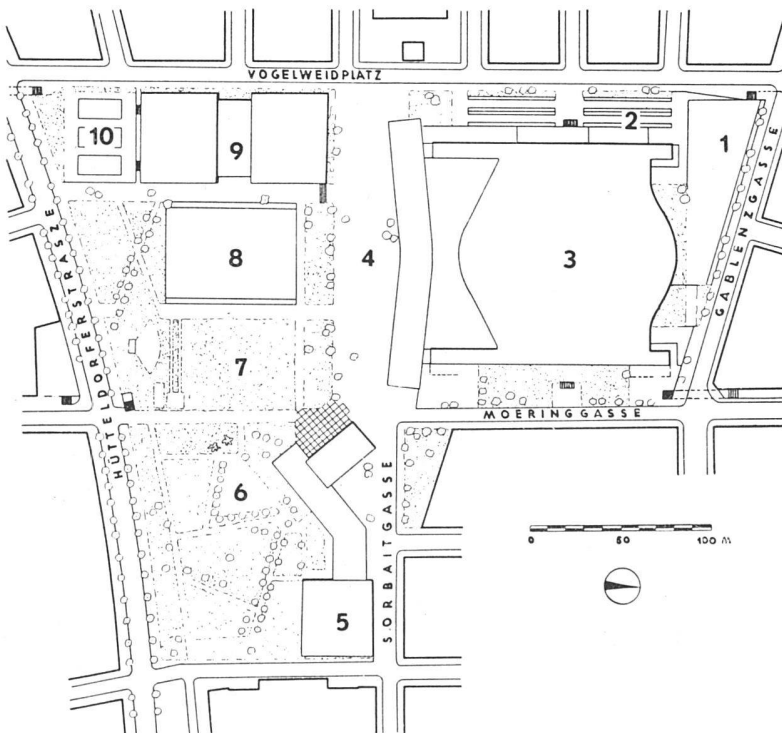 VOGELWEIDPLATZ
10
9
2
1
HÜTTELDORFERSTRASZE
8
4
3
GABLENZGASSE
7
MOERINGGASSE
6
SORBAITGASSE
0 50 100 M
5